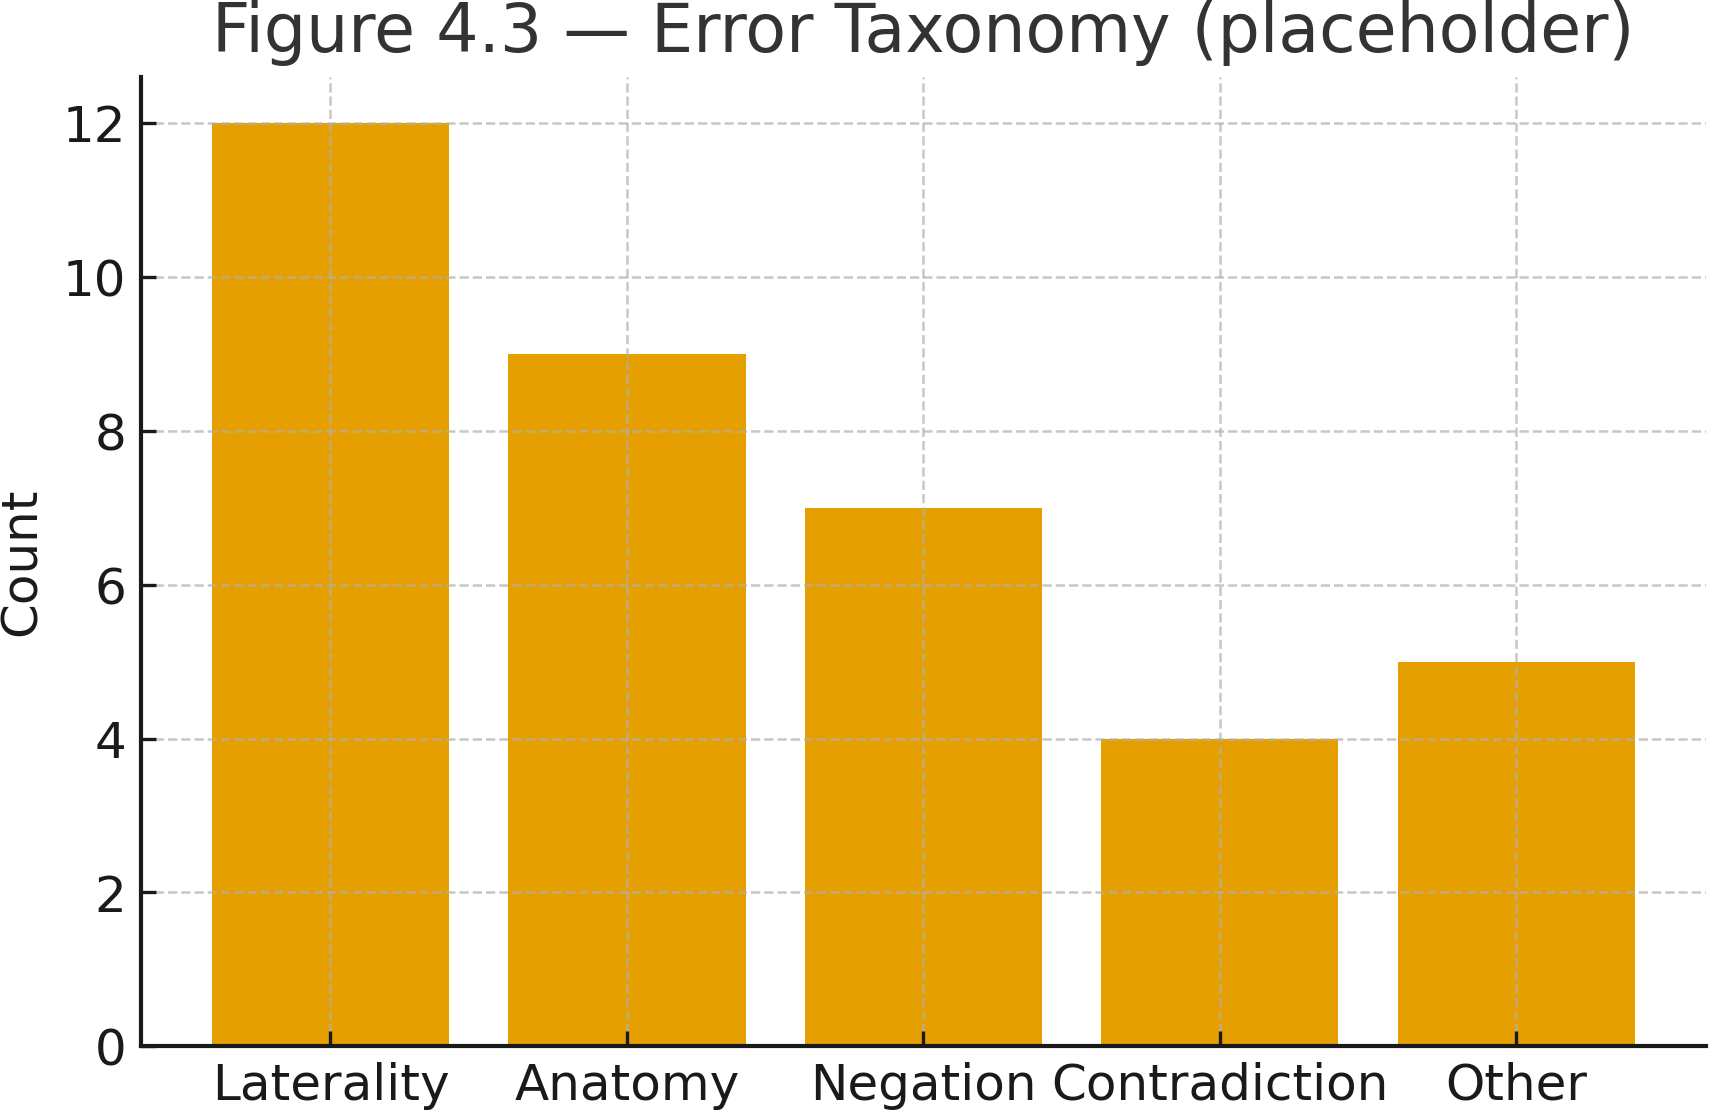 Figure 4.3 — Error Taxonomy (placeholder)
12
10
8
6
4
2
0
Count
Laterality Anatomy Negation Contradiction Other